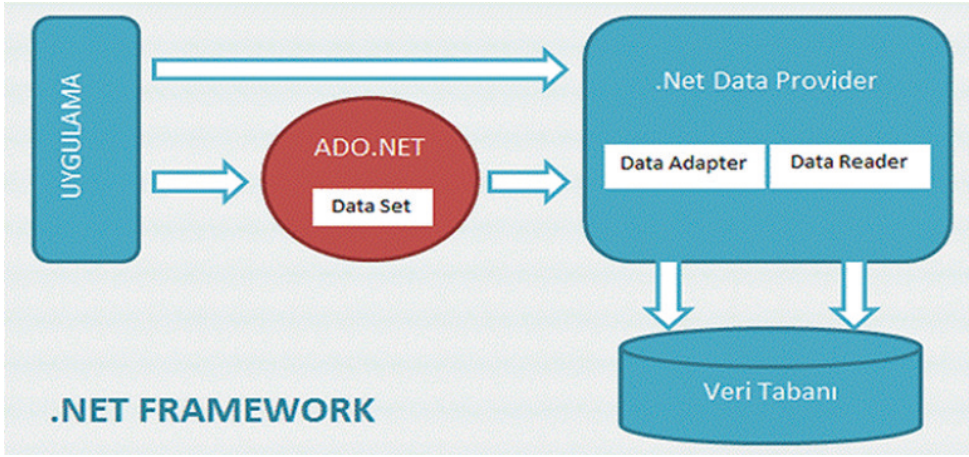 UYGULAMA
ADO.NET
Data Set
.Net Data Provider
Data Adapter
Data Reader
Veri Tabanı
.NET FRAMEWORK